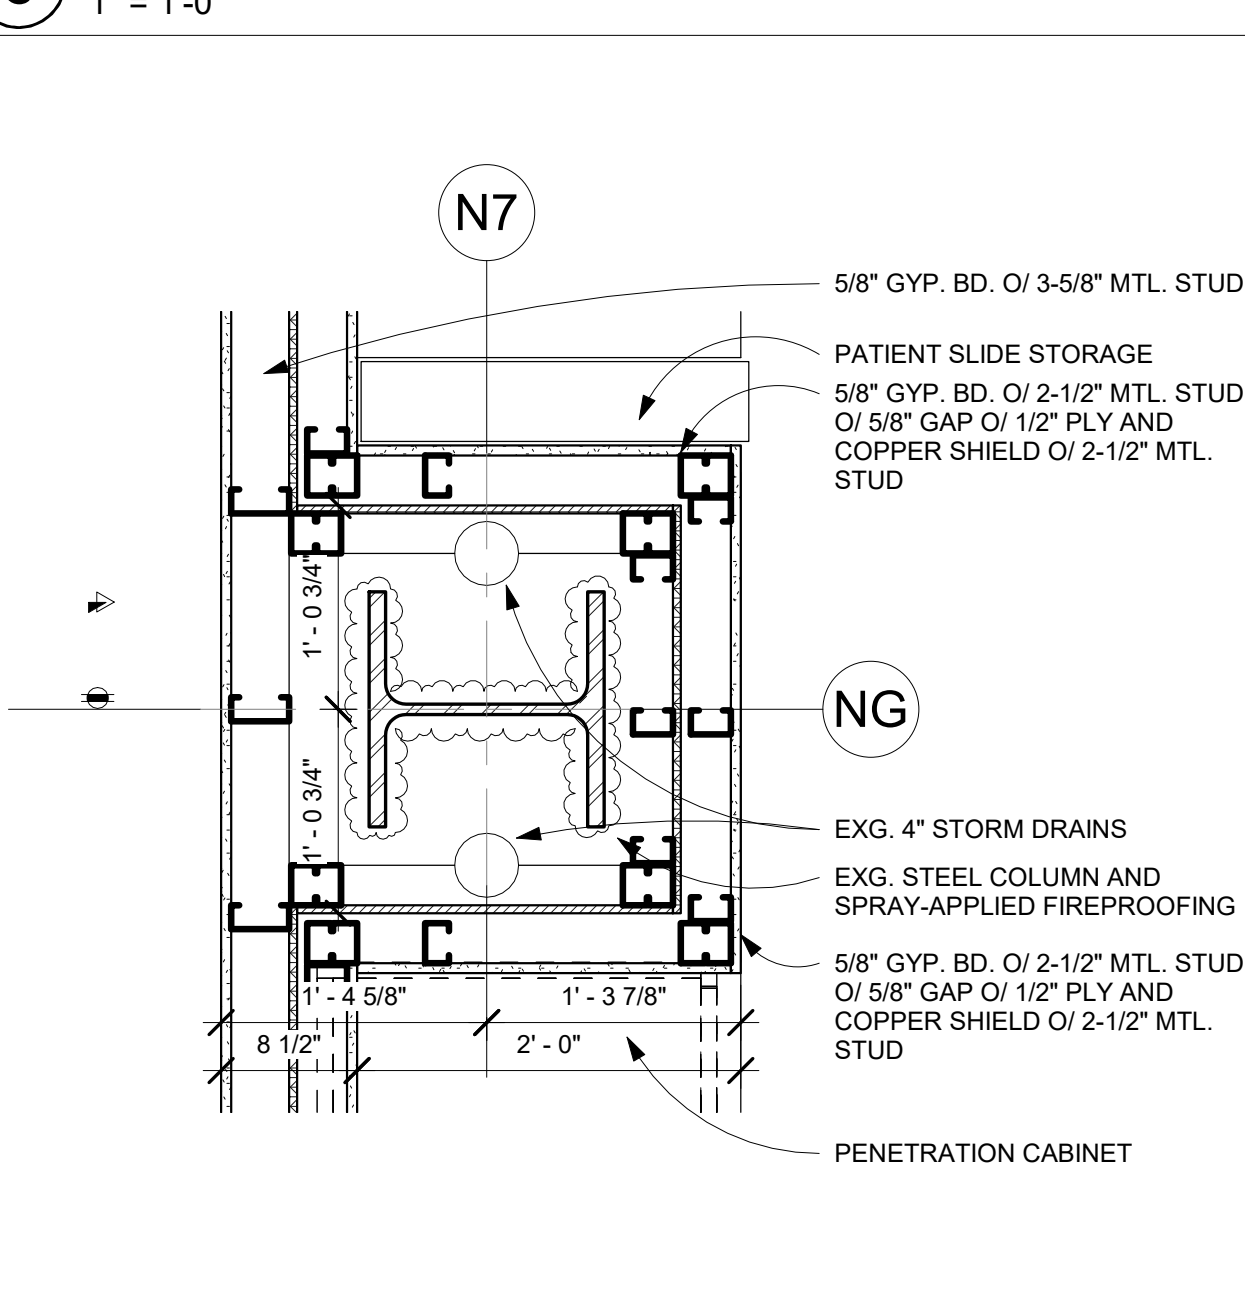 1" = 1'-0"
N7
5/8" GYP. BD. O/ 3-5/8" MTL. STUD
PATIENT SLIDE STORAGE
5/8" GYP. BD. O/ 2-1/2" MTL. STUD
O/ 5/8" GAP O/ 1/2" PLY AND
COPPER SHIELD O/ 2-1/2" MTL.
STUD
1' - 0 3/4"
NG
1' - 0 3/4"
EXG. 4" STORM DRAINS
EXG. STEEL COLUMN AND
SPRAY-APPLIED FIREPROOFING
5/8" GYP. BD. O/ 2-1/2" MTL. STUD
O/ 5/8" GAP O/ 1/2" PLY AND
COPPER SHIELD O/ 2-1/2" MTL.
STUD
1' - 4 5/8"
1' - 3 7/8"
8 1/2"
2' - 0"
PENETRATION CABINET